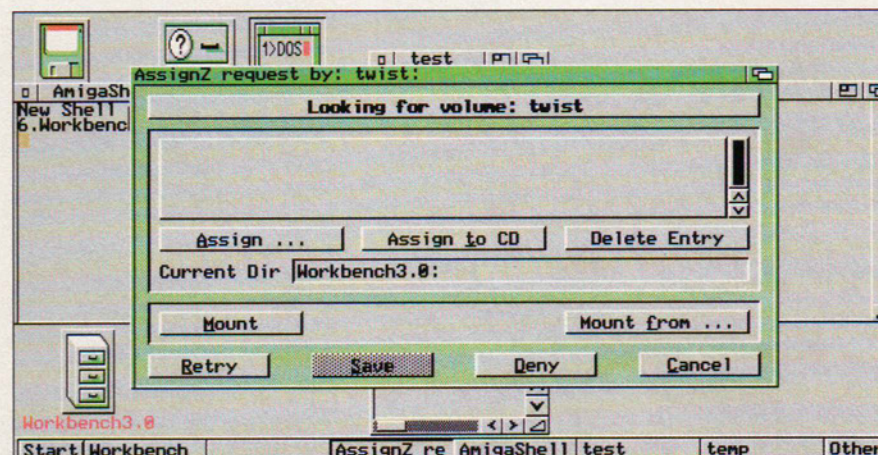 1>DOS
test
AssignZ request by: twist:
AmigaSh
New Shell
6.Workbenc
Looking for volume: twist
Assign ...
Assign to CD
Delete Entry
Current Dir
Workbench3.0:
Mount
Mount from ...
Retry
Save
Deny
Cancel
Workbench3.0
Start
Workbench
AssignZ re
AmigaShell
test
temp
Other